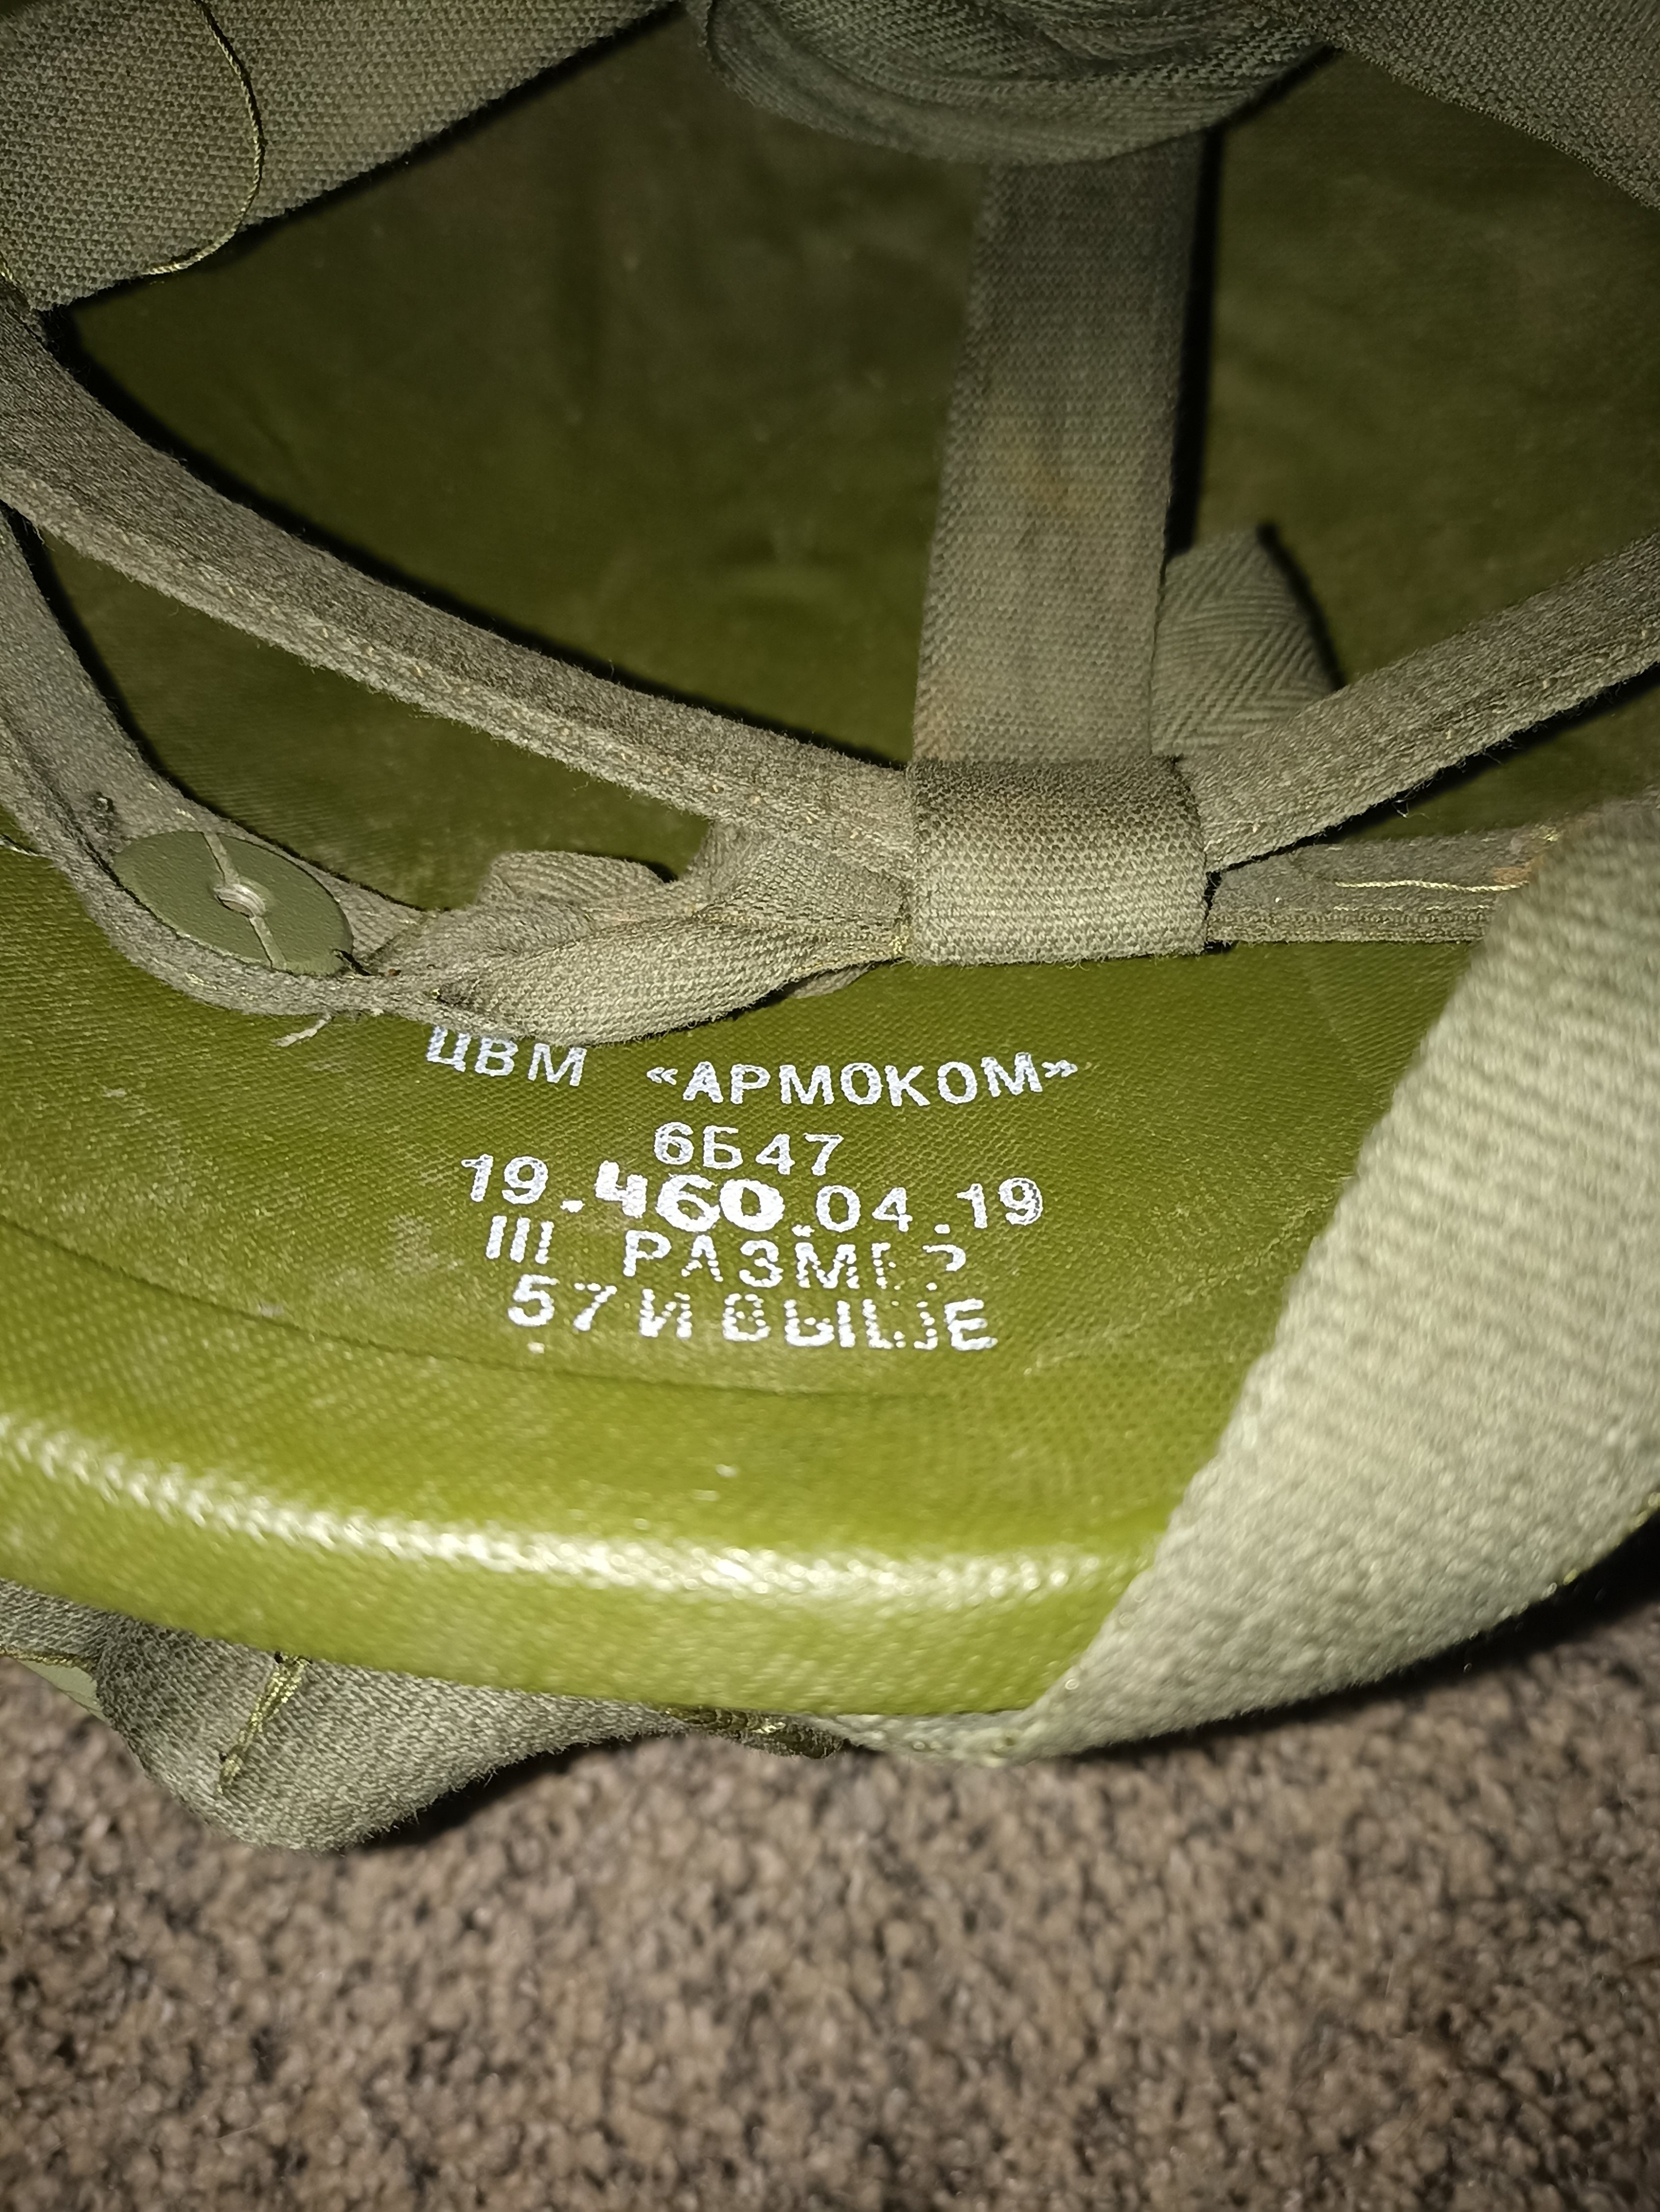 ЦВМ «АРМОКОМ»
6Б47
19.460.04.19
III РАЗМЕР
57 И ВЫШЕ